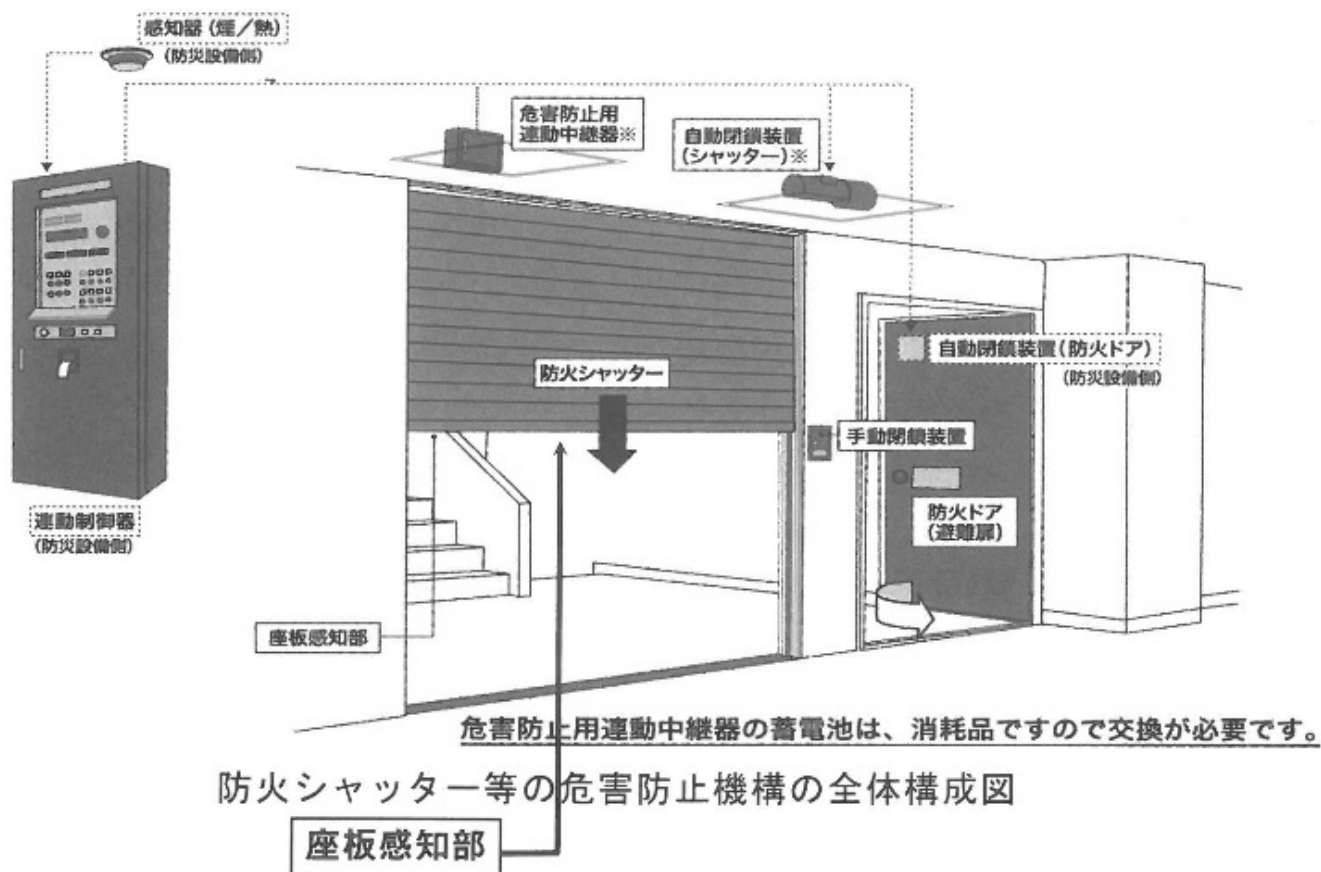 感知器(煙/熱)
(防災設備側)
危害防止用
連動中継器※
自動閉鎖装置
(シャッター)※
自動閉鎖装置(防火ドア)
(防災設備側)
防火シャッター
手動閉鎖装置
防火ドア
(避難扉)
連動制御器
(防災設備側)
座板感知部
危害防止用連動中継器の蓄電池は、消耗品ですので交換が必要です。
防火シャッター等の危害防止機構の全体構成図
座板感知部